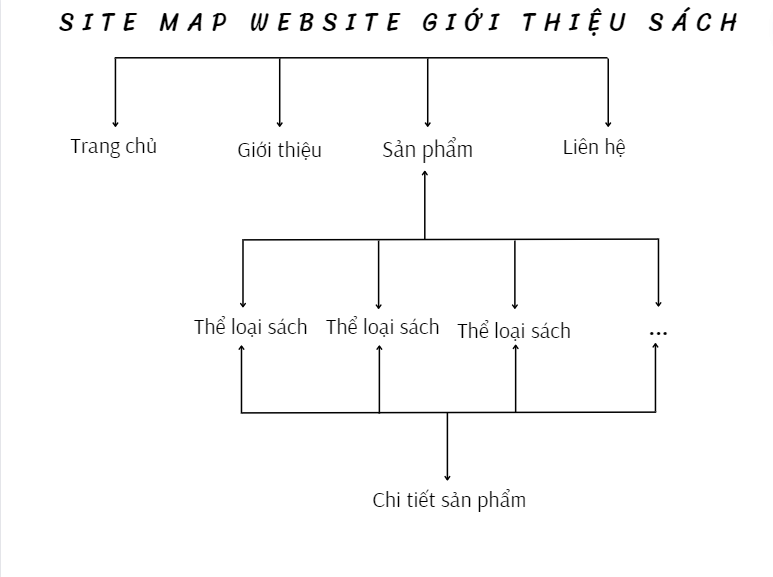 SITE MAP WEBSITE GIỚI THIỆU SÁCH
Trang chủ
Giới thiệu
Sản phẩm
Liên hệ
Thể loại sách
Thể loại sách
Thể loại sách
...
Chi tiết sản phẩm